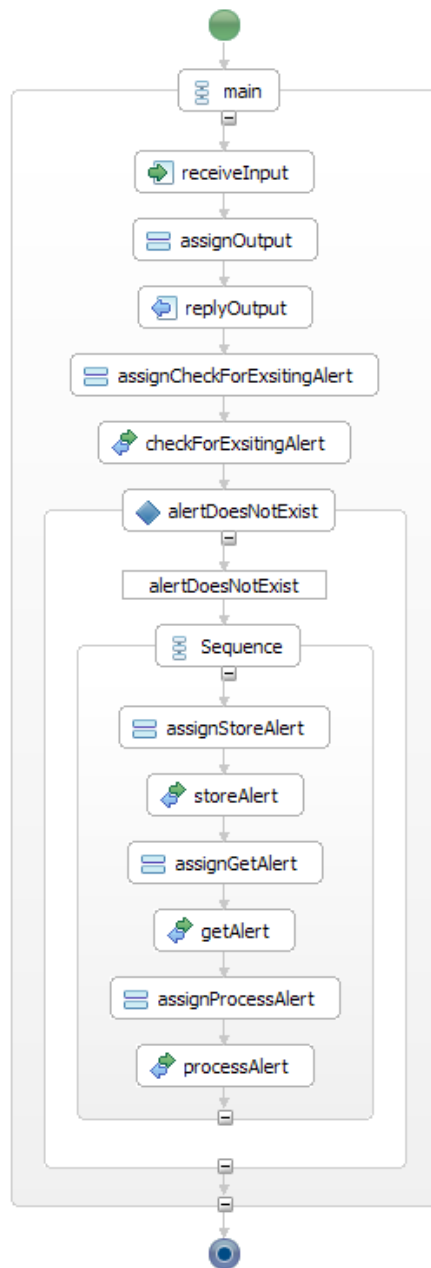 main
receiveInput
assignOutput
replyOutput
assignCheckForExsitingAlert
checkForExsitingAlert
alertDoesNotExist
alertDoesNotExist
Sequence
assignStoreAlert
storeAlert
assignGetAlert
getAlert
assignProcessAlert
processAlert